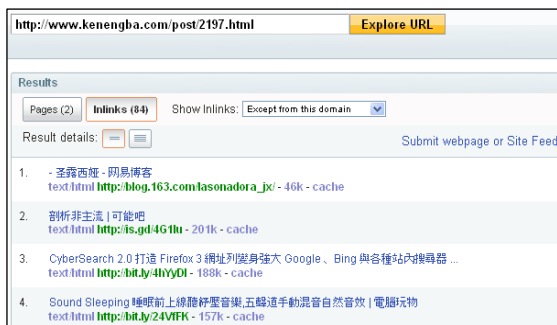 http://www.kenengba.com/post/2197.html Explore URL
Results
Pages (2) Inlinks (84) Show Inlinks: Except from this domain
Result details: Submit webpage or Site Feed
1. - 圣露西娅 - 网易博客
text/html http://blog.163.com/lasonadora_jx/ - 46k - cache
2. 剖析非主流 | 可能吧
text/html http://is.gd/4G1lu - 201k - cache
3. CyberSearch 2.0 打造 Firefox 3 網址列變身強大 Google 、Bing 與各種站內搜尋器 ...
text/html http://bit.ly/4hYyDI - 188k - cache
4. Sound Sleeping 睡眠前上線聽紓壓音樂,五聲道手動混音自然音效 | 電腦玩物
text/html http://bit.ly/24VfFK - 157k - cache